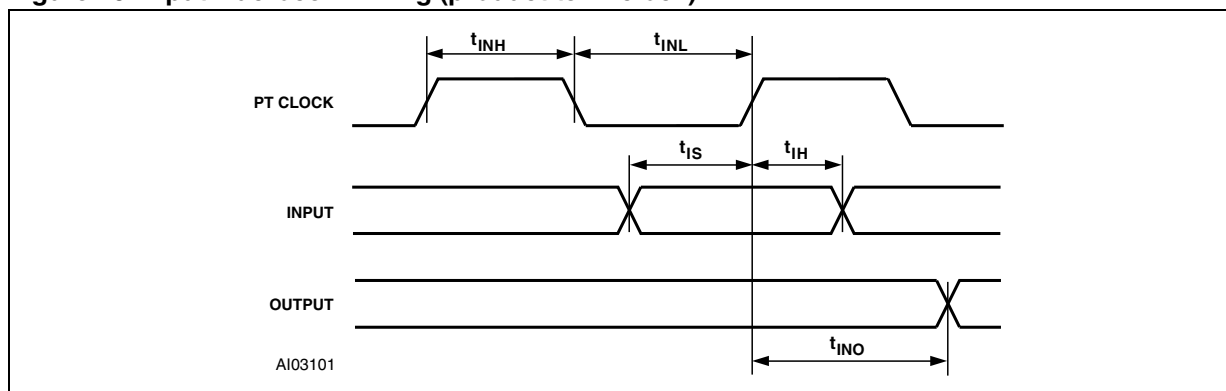 tINH tINL
PT CLOCK
tIS tIH
INPUT
OUTPUT
tINO
AI03101